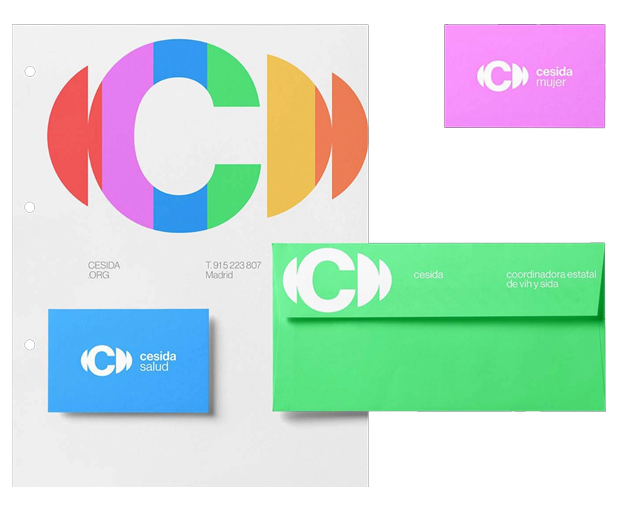 cesida
mujer
CESIDA
.ORG
T. 915 223 807
Madrid
cesida
coordinadora estatal
de vih y sida
cesida
salud